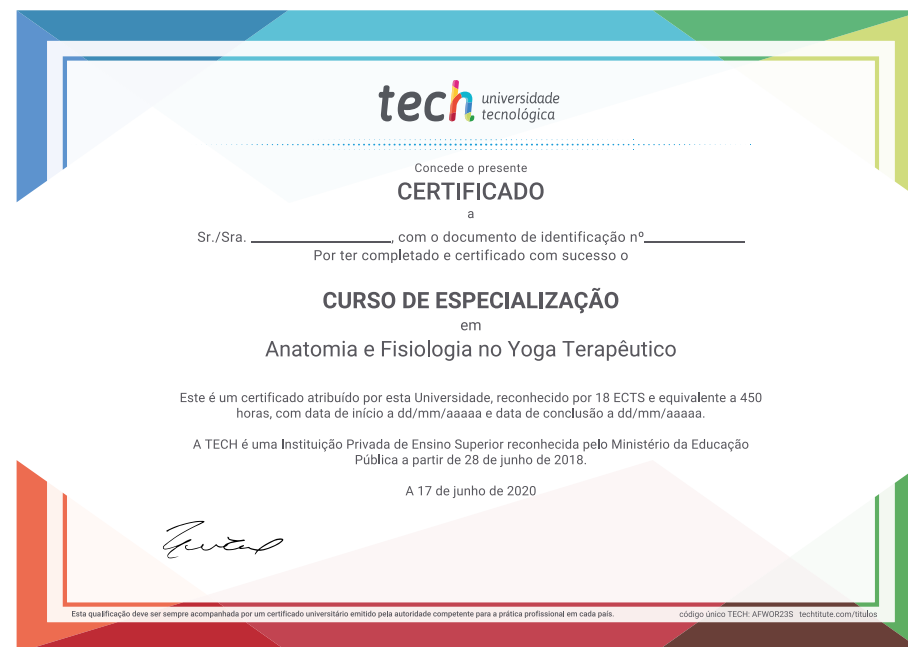 tech universidade
tecnológica
Concede o presente
CERTIFICADO
a
Sr./Sra. ____________________, com o documento de identificação nº______________
Por ter completado e certificado com sucesso o
CURSO DE ESPECIALIZAÇÃO
em
Anatomia e Fisiologia no Yoga Terapêutico
Este é um certificado atribuído por esta Universidade, reconhecido por 18 ECTS e equivalente a 450
horas, com data de início a dd/mm/aaaaa e data de conclusão a dd/mm/aaaaa.
A TECH é uma Instituição Privada de Ensino Superior reconhecida pelo Ministério da Educação
Pública a partir de 28 de junho de 2018.
A 17 de junho de 2020
Esta qualificação deve ser sempre acompanhada por um certificado universitário emitido pela autoridade competente para a prática profissional em cada país.
código único TECH: AFWOR23S techtitute.com/titulos